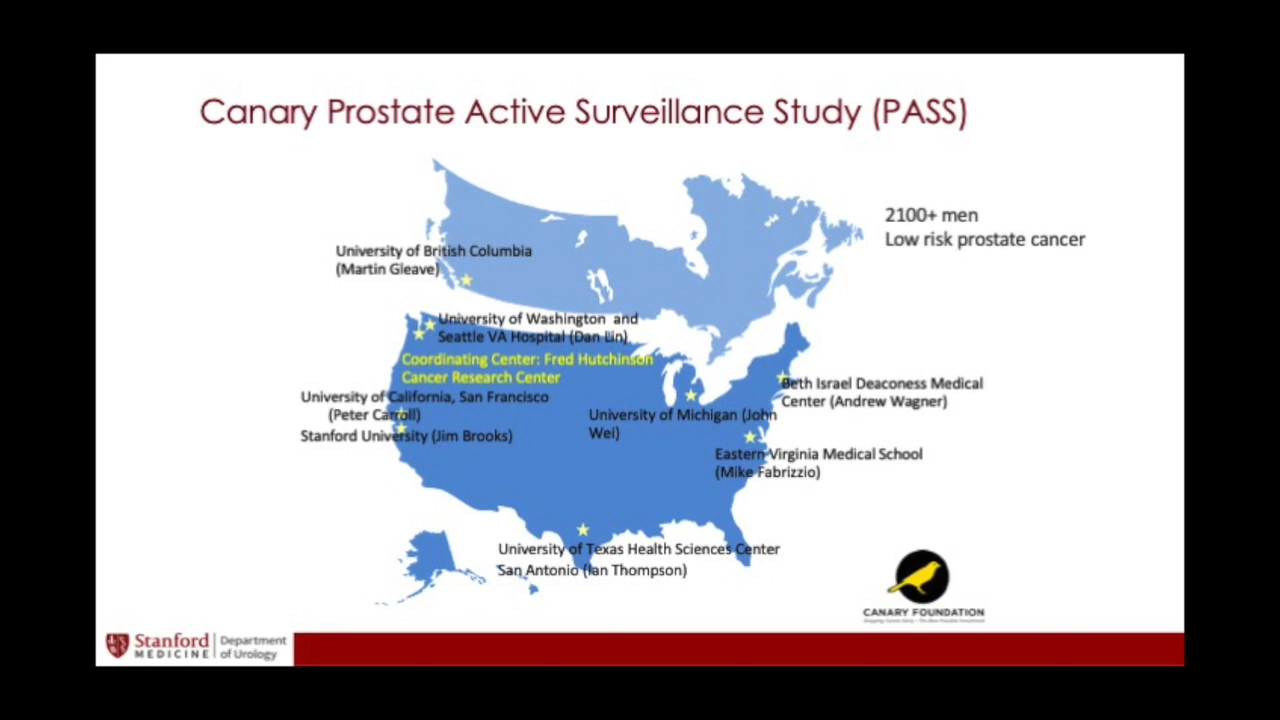 Canary Prostate Active Surveillance Study (PASS)
2100+ men
Low risk prostate cancer
University of British Columbia
(Martin Gleave)
University of Washington and
Seattle VA Hospital (Dan Lin)
Coordinating Center: Fred Hutchinson
Cancer Research Center
University of California, San Francisco
(Peter Carroll)
Stanford University (Jim Brooks)
University of Michigan (John
Wei)
Beth Israel Deaconess Medical
Center (Andrew Wagner)
Eastern Virginia Medical School
(Mike Fabrizzio)
University of Texas Health Sciences Center
San Antonio (Ian Thompson)
CANARY FOUNDATION
Stanford
MEDICINE
Department
of Urology